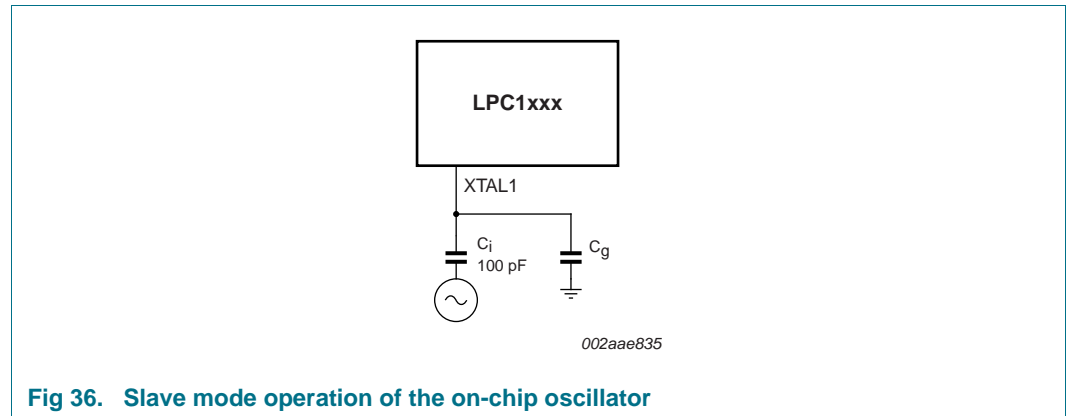 LPC1xxx
XTAL1
Ci
100 pF
Cg
002aae835
Fig 36. Slave mode operation of the on-chip oscillator